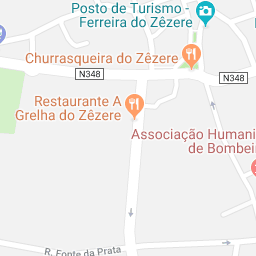 Posto de Turismo -
Ferreira do Zêzere
Churrasqueira do Zêzere
N348
N348
Restaurante A
Grelha do Zêzere
Associação Humani
de Bombei
R. Fonte da Prata